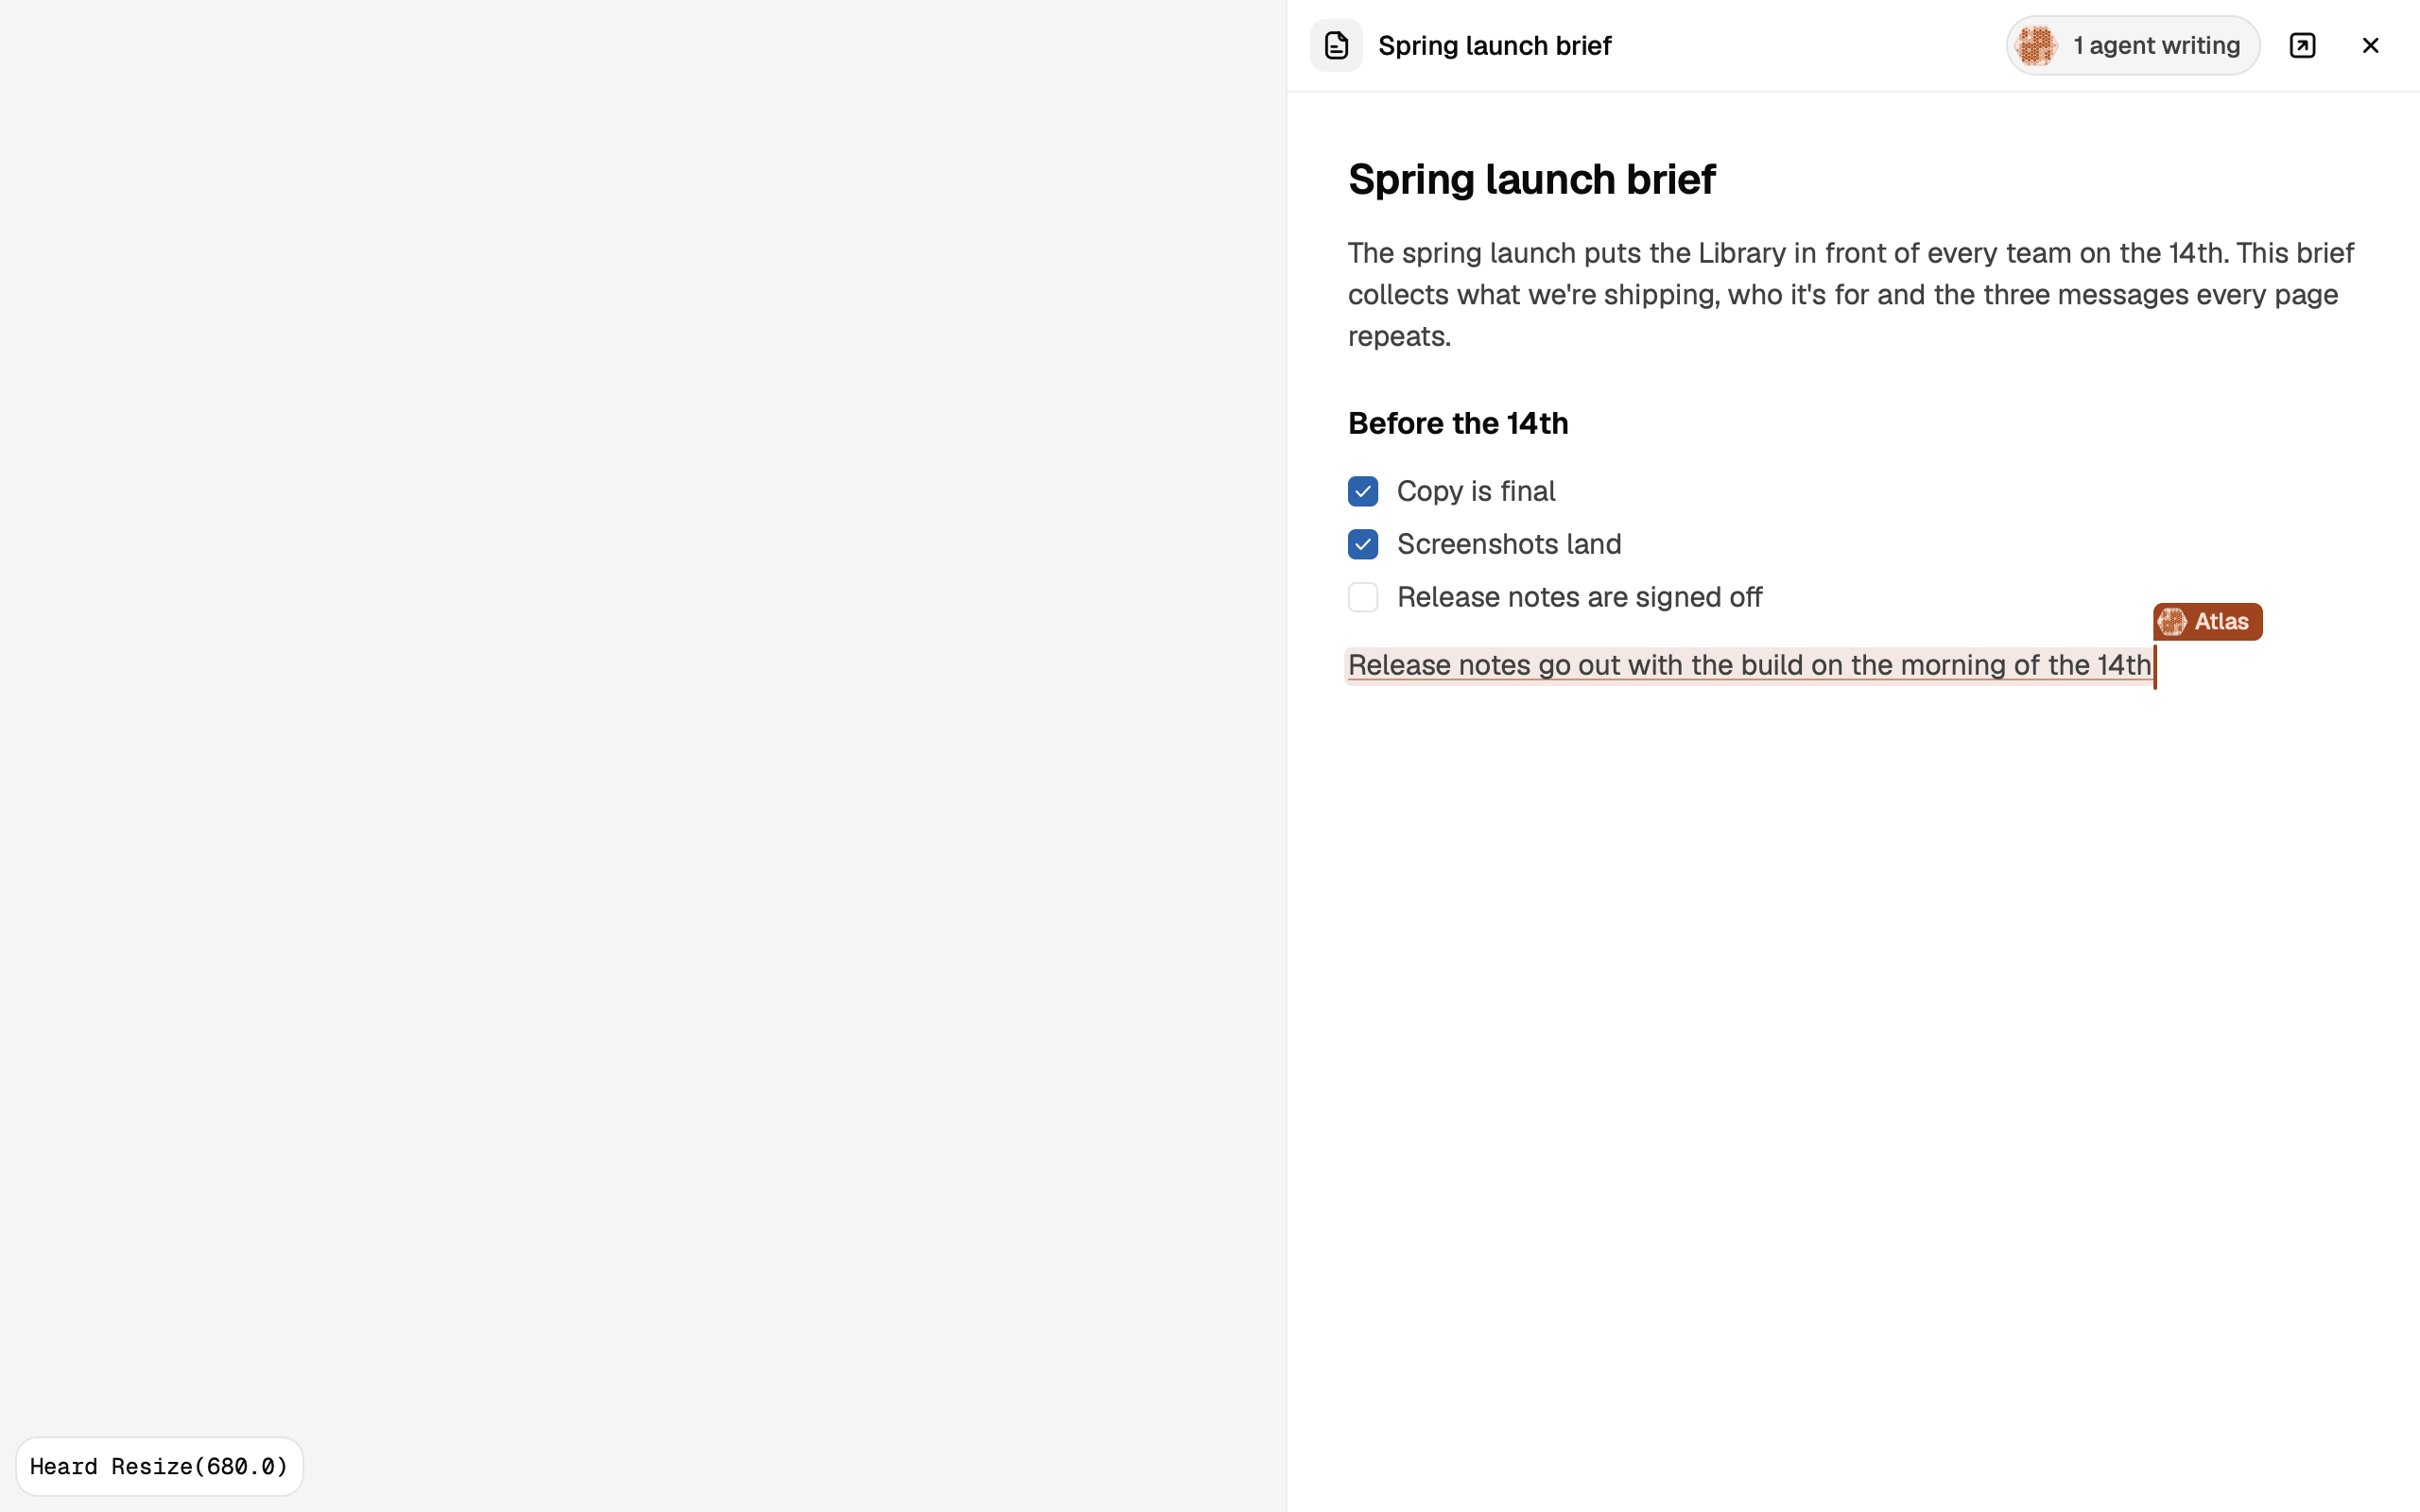 Spring launch brief
1 agent writing
Spring launch brief
The spring launch puts the Library in front of every team on the 14th. This brief
collects what we're shipping, who it's for and the three messages every page
repeats.
Before the 14th
Copy is final
Screenshots land
Release notes are signed off
Atlas
Release notes go out with the build on the morning of the 14th
Heard Resize(680.0)